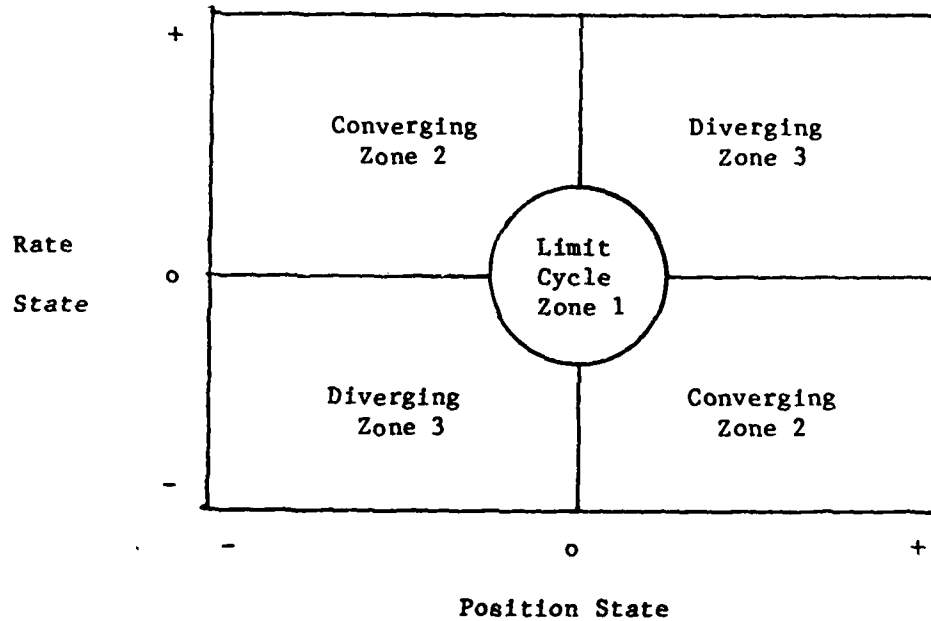 +
Converging
Zone 2
Diverging
Zone 3
Rate
o
State
Limit
Cycle
Zone 1
Diverging
Zone 3
Converging
Zone 2
-
- o +
Position State